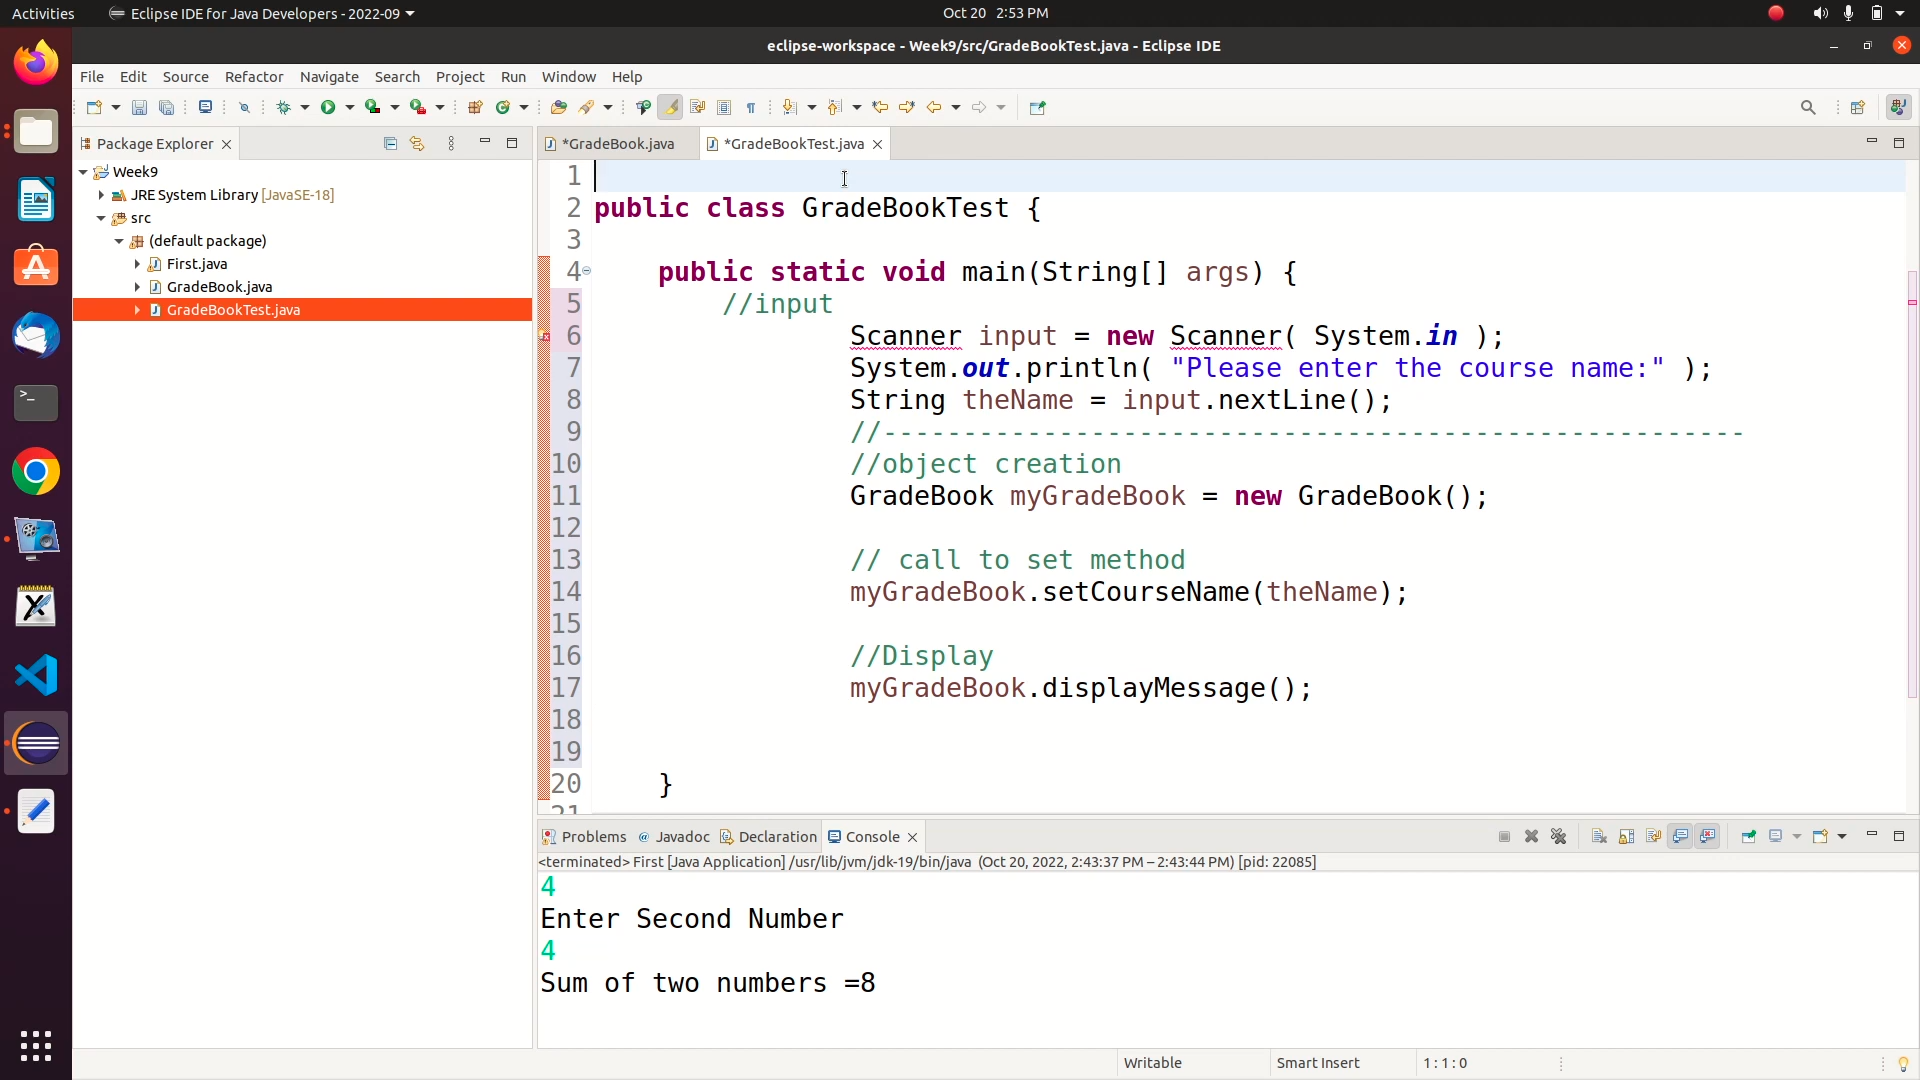 Activities Eclipse IDE for Java Developers - 2022-09 Oct 20 2:53 PM
eclipse-workspace - Week9/src/GradeBookTest.java - Eclipse IDE
File Edit Source Refactor Navigate Search Project Run Window Help
Package Explorer *GradeBook.java *GradeBookTest.java
Week9
JRE System Library [JavaSE-18]
src
(default package)
First.java
GradeBook.java
GradeBookTest.java
1
2 public class GradeBookTest {
3
4 public static void main(String[] args) {
5 //input
6 Scanner input = new Scanner( System.in );
7 System.out.println( "Please enter the course name:" );
8 String theName = input.nextLine();
9 //------------------------------------------------------
10 //object creation
11 GradeBook myGradeBook = new GradeBook();
12
13 // call to set method
14 myGradeBook.setCourseName(theName);
15
16 //Display
17 myGradeBook.displayMessage();
18
19
20 }
21
Problems @ Javadoc Declaration Console
<terminated> First [Java Application] /usr/lib/jvm/jdk-19/bin/java (Oct 20, 2022, 2:43:37 PM – 2:43:44 PM) [pid: 22085]
4
Enter Second Number
4
Sum of two numbers =8
Writable Smart Insert 1 : 1 : 0